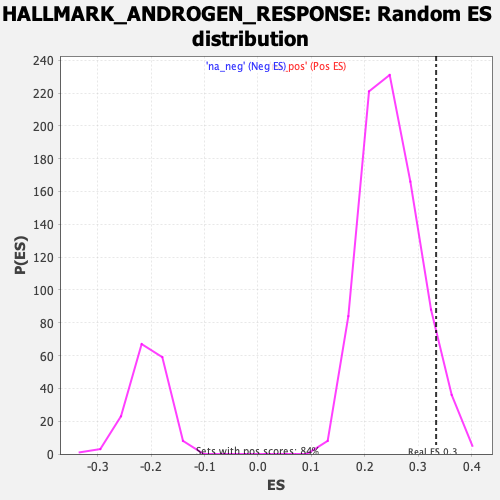 HALLMARK_ANDROGEN_RESPONSE: Random ES
distribution
'na_neg' (Neg ES) pos' (Pos ES)
240
220
200
180
160
140
120
100
80
60
40
20
0
P(ES)
Sets with pos scores: 84%
Real ES 0.3
-0.3 -0.2 -0.1 0.0 0.1 0.2 0.3 0.4
ES